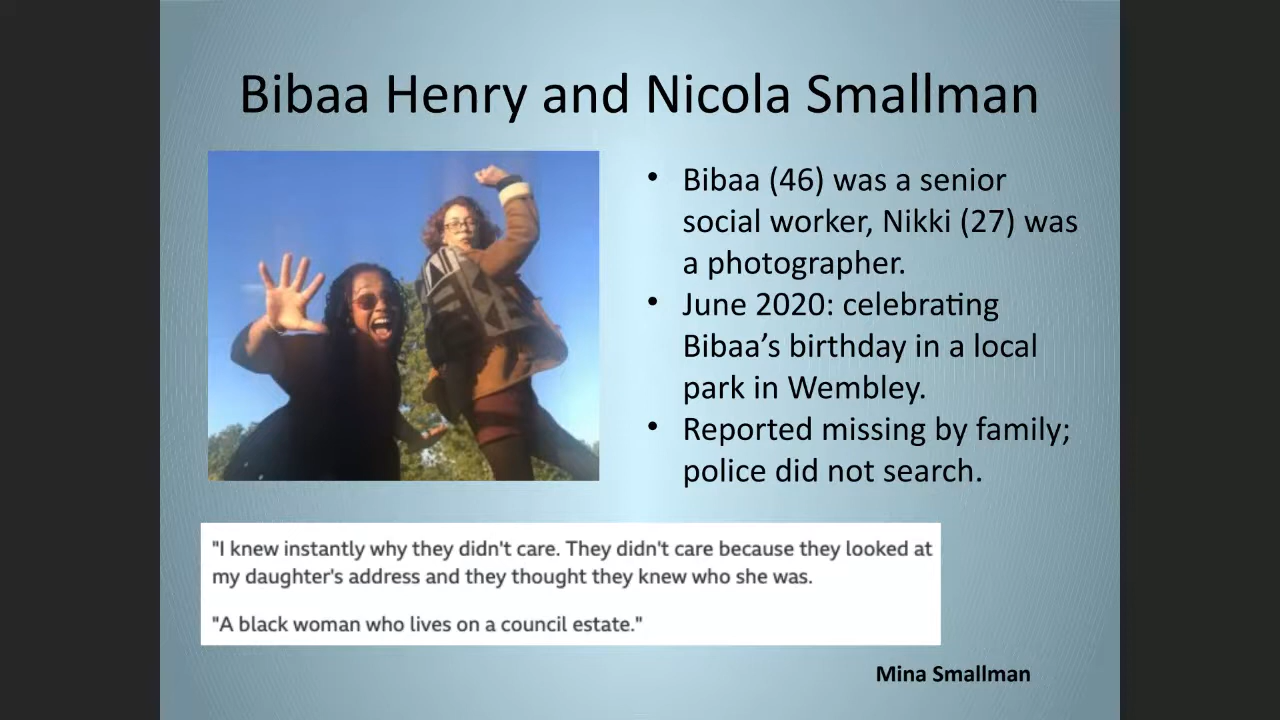 Bibaa Henry and Nicola Smallman
• Bibaa (46) was a senior
social worker, Nikki (27) was
a photographer.
• June 2020: celebrating
Bibaa’s birthday in a local
park in Wembley.
• Reported missing by family;
police did not search.
"I knew instantly why they didn't care. They didn't care because they looked at
my daughter's address and they thought they knew who she was.
"A black woman who lives on a council estate."
Mina Smallman